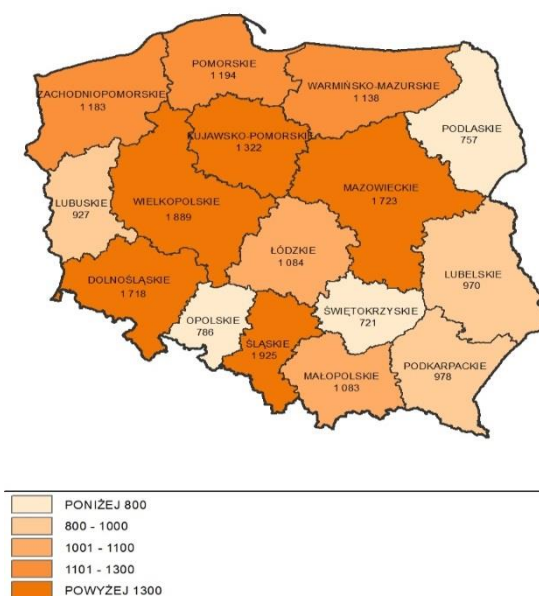 POMORSKIE
1 194
ZACHODNIOPOMORSKIE
1 183
WARMIŃSKO-MAZURSKIE
1 138
PODLASKIE
757
KUJAWSKO-POMORSKIE
1 322
MAZOWIECKIE
1 723
LUBUSKIE
927
WIELKOPOLSKIE
1 889
ŁÓDZKIE
1 084
LUBELSKIE
970
DOLNOŚLĄSKIE
1 718
OPOLSKIE
786
ŚLĄSKIE
1 925
ŚWIĘTOKRZYSKIE
721
MAŁOPOLSKIE
1 083
PODKARPACKIE
978
PONIŻEJ 800
800 - 1000
1001 - 1100
1101 - 1300
POWYŻEJ 1300